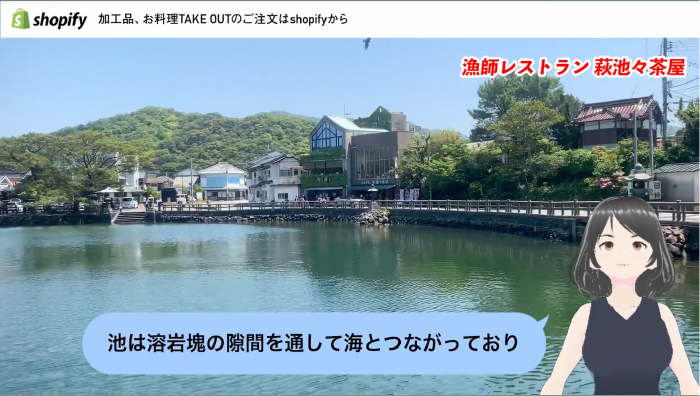 shopify 加工品、お料理TAKE OUTのご注文はshopifyから
漁師レストラン 萩池々茶屋
池は溶岩塊の隙間を通して海とつながっており